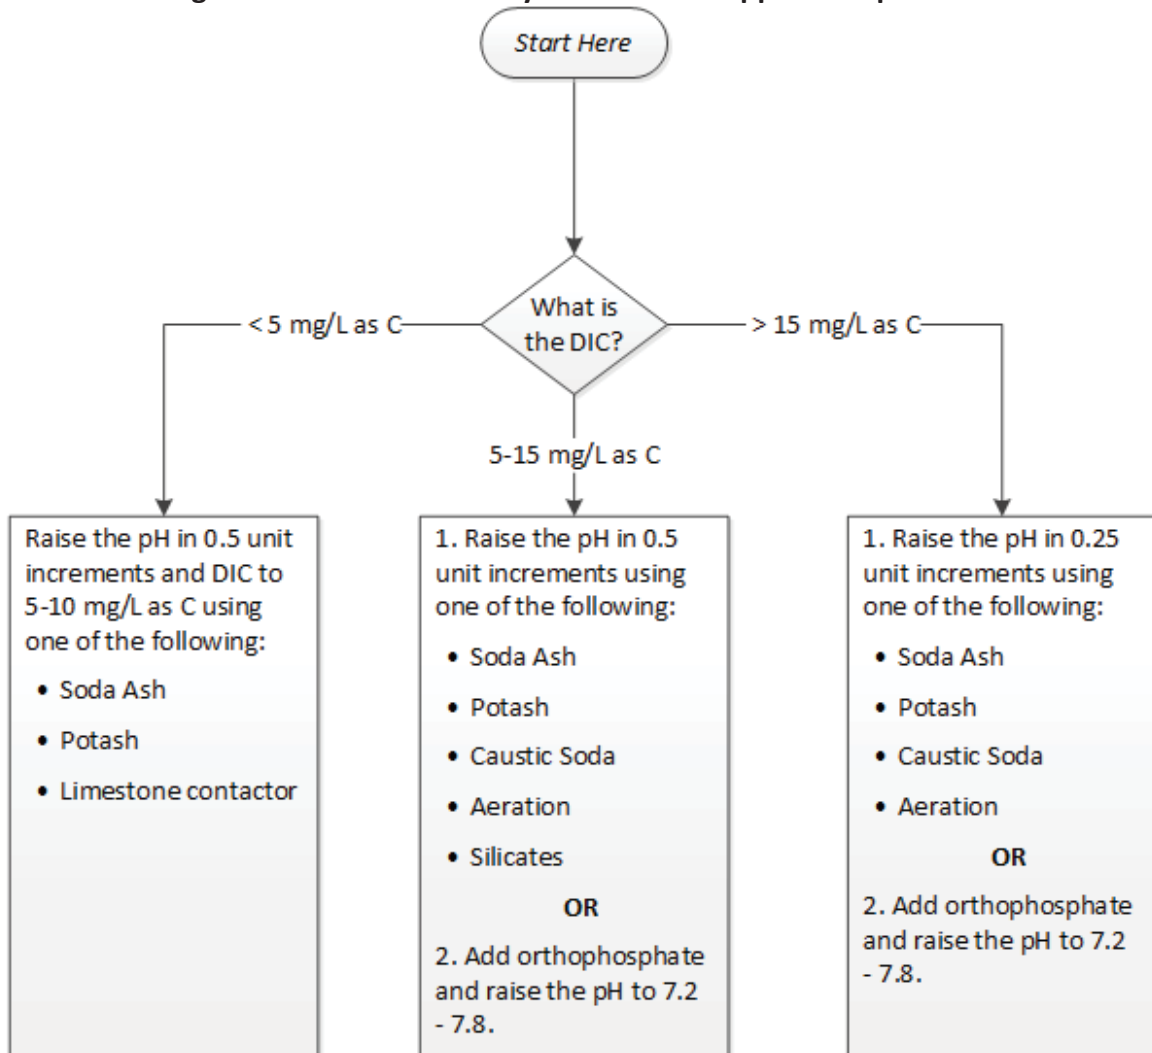 Start Here
What is
the DIC?
< 5 mg/L as C
> 15 mg/L as C
5-15 mg/L as C
Raise the pH in 0.5 unit
increments and DIC to
5-10 mg/L as C using
one of the following:
• Soda Ash
• Potash
• Limestone contactor
1. Raise the pH in 0.5
unit increments using
one of the following:
• Soda Ash
• Potash
• Caustic Soda
• Aeration
• Silicates
OR
2. Add orthophosphate
and raise the pH to 7.2
- 7.8.
1. Raise the pH in 0.25
unit increments using
one of the following:
• Soda Ash
• Potash
• Caustic Soda
• Aeration
OR
2. Add orthophosphate
and raise the pH to 7.2
- 7.8.